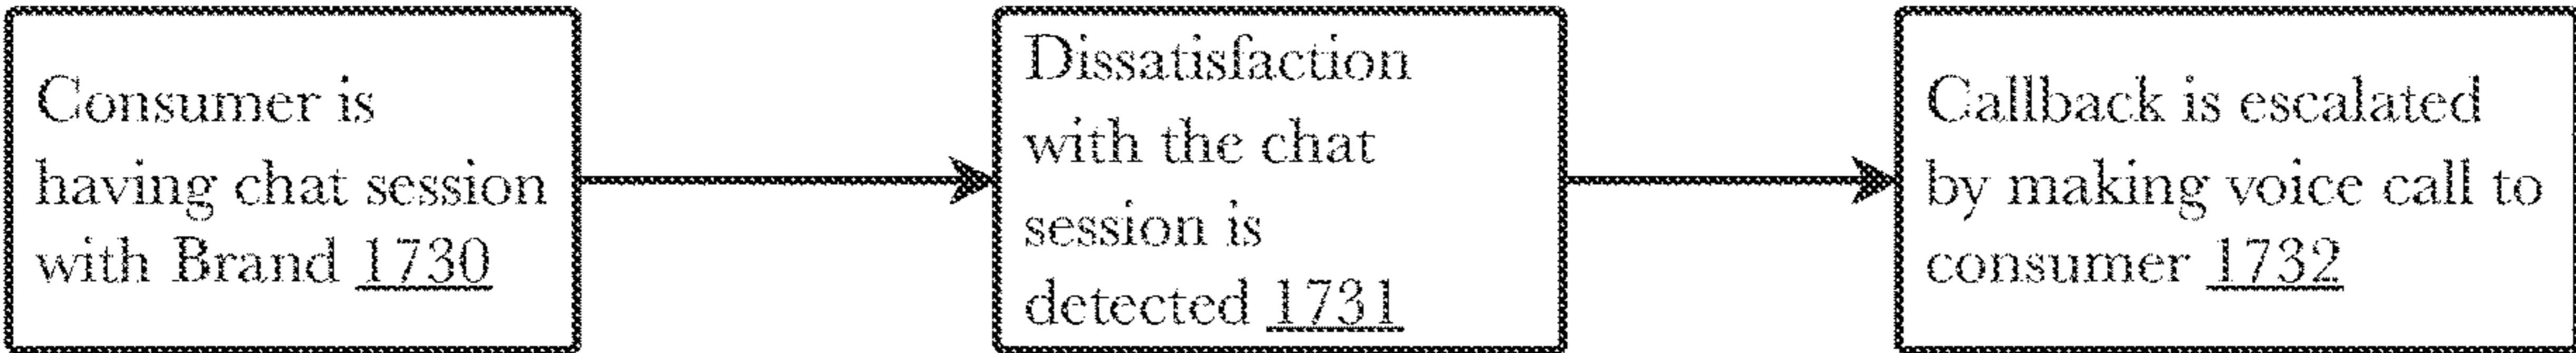 Consumer is
having chat session
with Brand 1730
Dissatisfaction
with the chat
session is
detected 1731
Callback is escalated
by making voice call to
consumer 1732